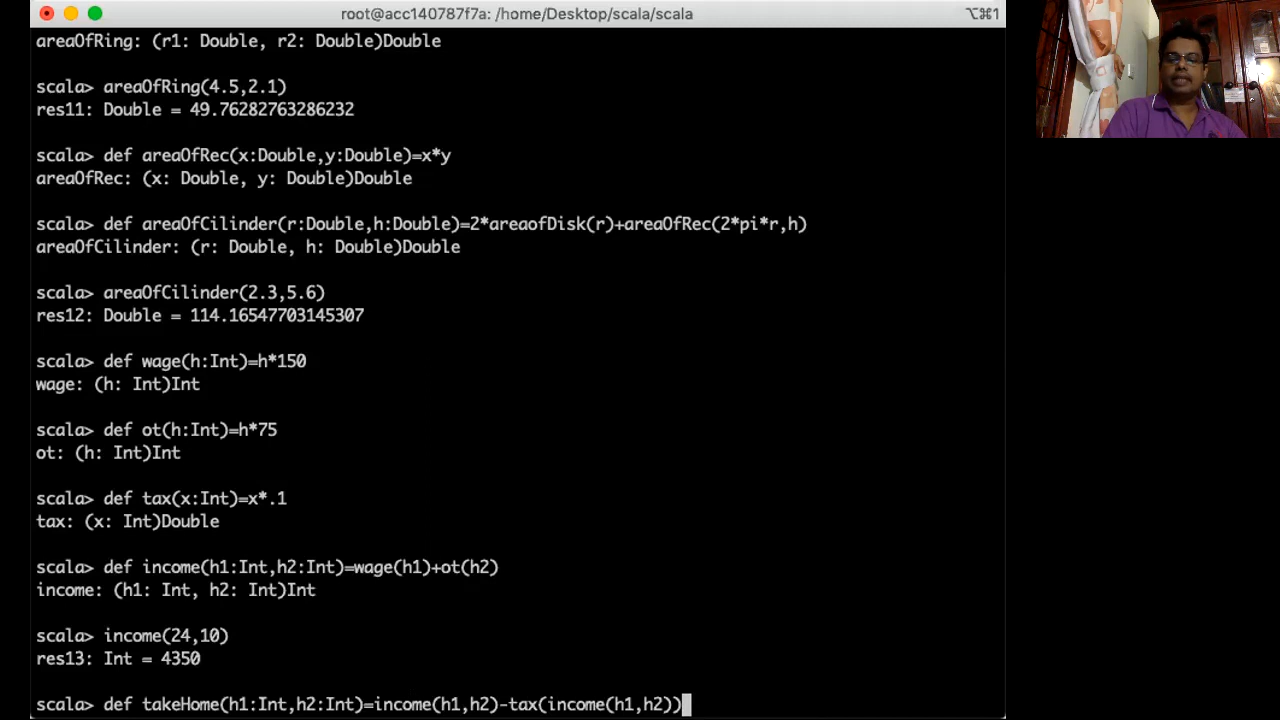 root@acc140787f7a: /home/Desktop/scala/scala
⌥⌘1
areaOfRing: (r1: Double, r2: Double)Double
scala> areaOfRing(4.5,2.1)
res11: Double = 49.76282763286232
scala> def areaOfRec(x:Double,y:Double)=x*y
areaOfRec: (x: Double, y: Double)Double
scala> def areaOfCilinder(r:Double,h:Double)=2*areaofDisk(r)+areaOfRec(2*pi*r,h)
areaOfCilinder: (r: Double, h: Double)Double
scala> areaOfCilinder(2.3,5.6)
res12: Double = 114.16547703145307
scala> def wage(h:Int)=h*150
wage: (h: Int)Int
scala> def ot(h:Int)=h*75
ot: (h: Int)Int
scala> def tax(x:Int)=x*.1
tax: (x: Int)Double
scala> def income(h1:Int,h2:Int)=wage(h1)+ot(h2)
income: (h1: Int, h2: Int)Int
scala> income(24,10)
res13: Int = 4350
scala> def takeHome(h1:Int,h2:Int)=income(h1,h2)-tax(income(h1,h2))